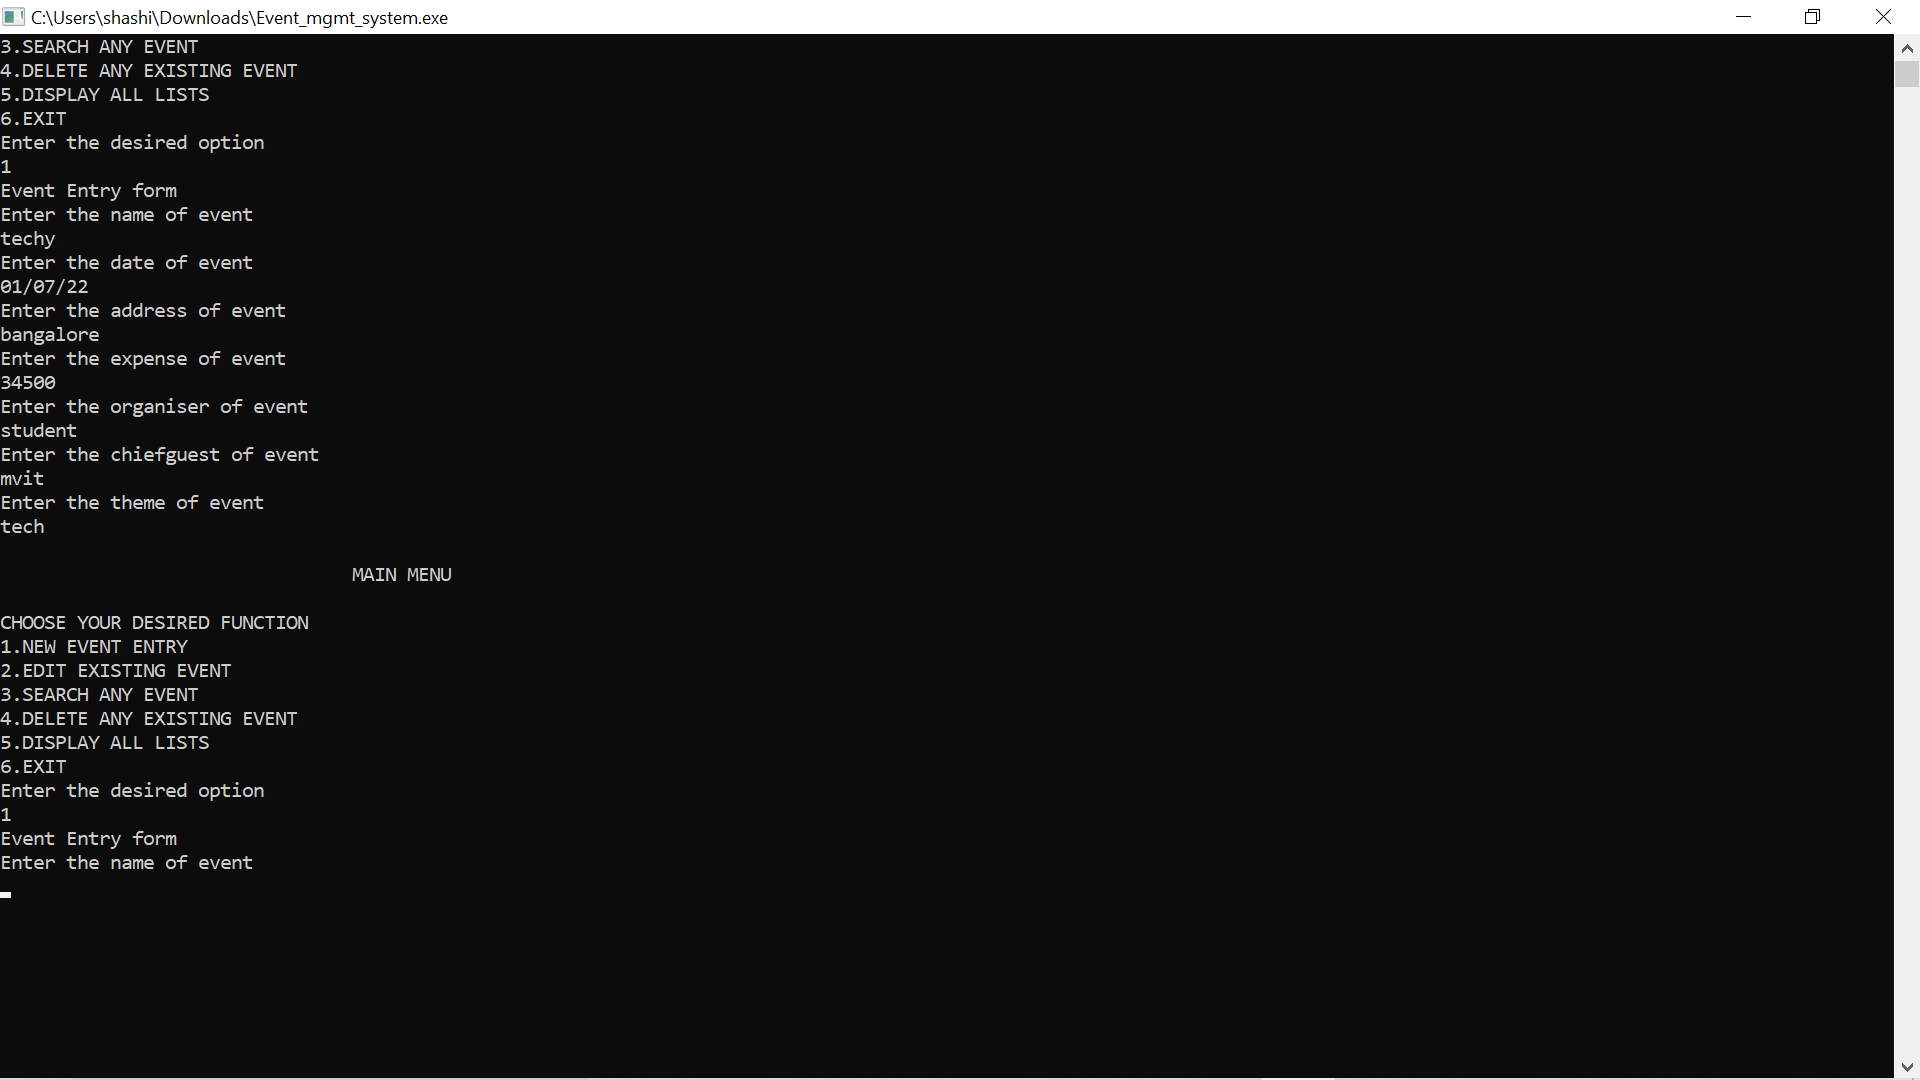 C:\Users\shashi\Downloads\Event_mgmt_system.exe
3.SEARCH ANY EVENT
4.DELETE ANY EXISTING EVENT
5.DISPLAY ALL LISTS
6.EXIT
Enter the desired option
1
Event Entry form
Enter the name of event
techy
Enter the date of event
01/07/22
Enter the address of event
bangalore
Enter the expense of event
34500
Enter the organiser of event
student
Enter the chiefguest of event
mvit
Enter the theme of event
tech
MAIN MENU
CHOOSE YOUR DESIRED FUNCTION
1.NEW EVENT ENTRY
2.EDIT EXISTING EVENT
3.SEARCH ANY EVENT
4.DELETE ANY EXISTING EVENT
5.DISPLAY ALL LISTS
6.EXIT
Enter the desired option
1
Event Entry form
Enter the name of event